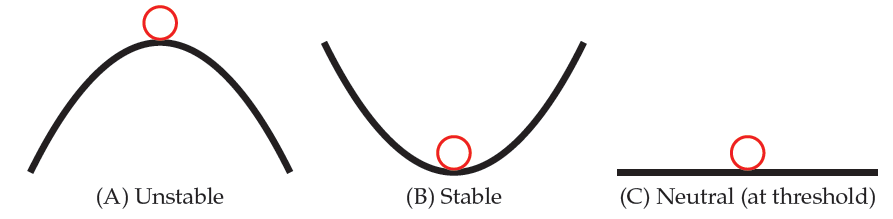 (A) Unstable
(B) Stable
(C) Neutral (at threshold)